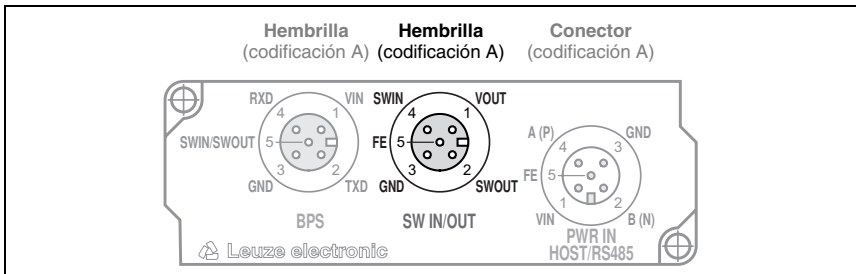 Hembrilla
(codificación A)
Hembrilla
(codificación A)
Conector
(codificación A)
RXD VIN
4 1
SWIN/SWOUT 5
3 2
GND TXD
BPS
SWIN VOUT
4 1
FE 5
3 2
GND SWOUT
SW IN/OUT
A (P) GND
4 3
FE 5
1 2
VIN B (N)
PWR IN
HOST/RS485
Leuze electronic